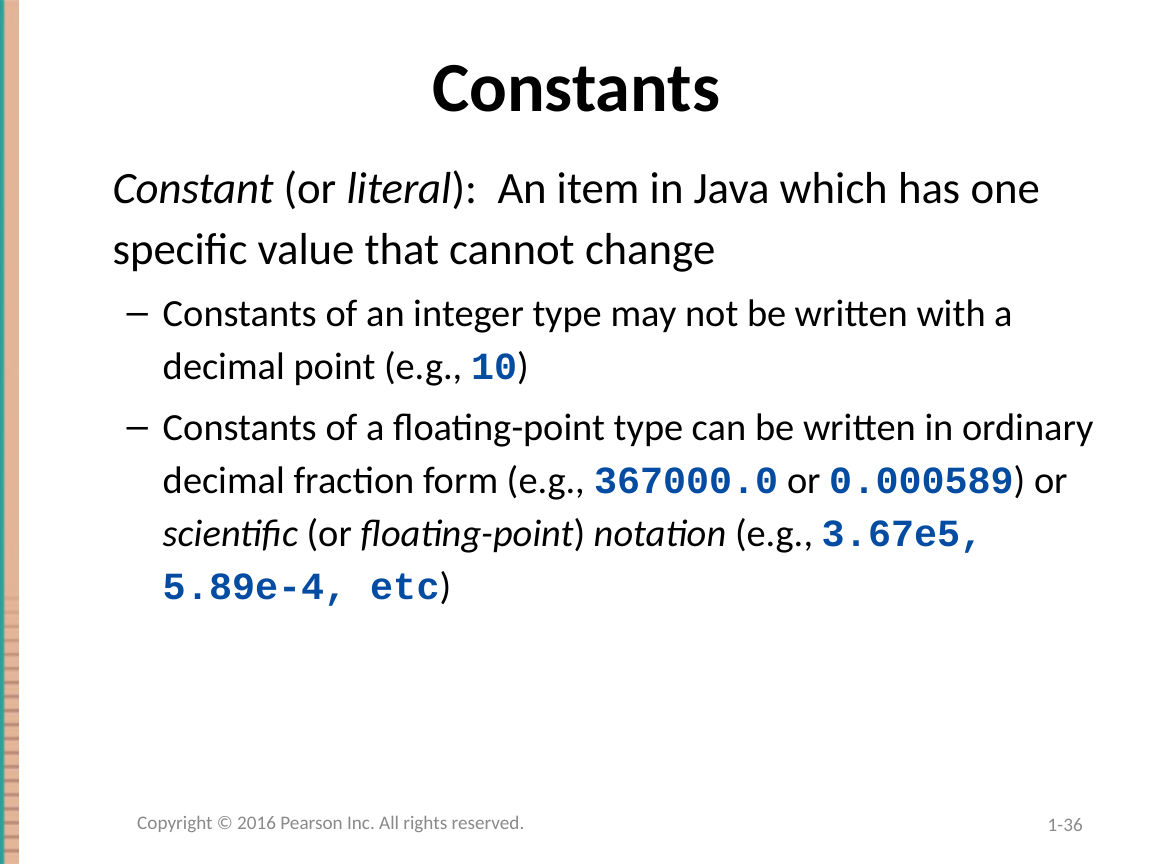 Constants
Constant (or literal):  An item in Java which has one
specific value that cannot change
– Constants of an integer type may not be written with a
decimal point (e.g., 10)
– Constants of a floating-point type can be written in ordinary
decimal fraction form (e.g., 367000.0 or 0.000589) or
scientific (or floating-point) notation (e.g., 3.67e5,
5.89e-4, etc)
Copyright © 2016 Pearson Inc. All rights reserved.
1-36